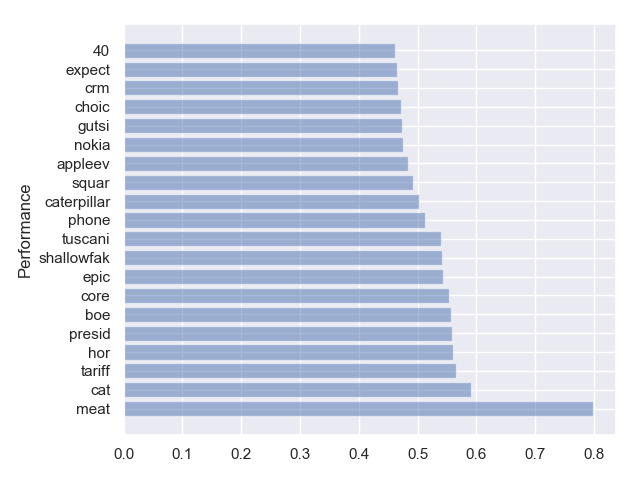 40
expect
crm
choic
gutsi
nokia
appleev
squar
caterpillar
phone
tuscani
shallowfak
epic
core
boe
presid
hor
tariff
cat
meat
Performance
0.0 0.1 0.2 0.3 0.4 0.5 0.6 0.7 0.8